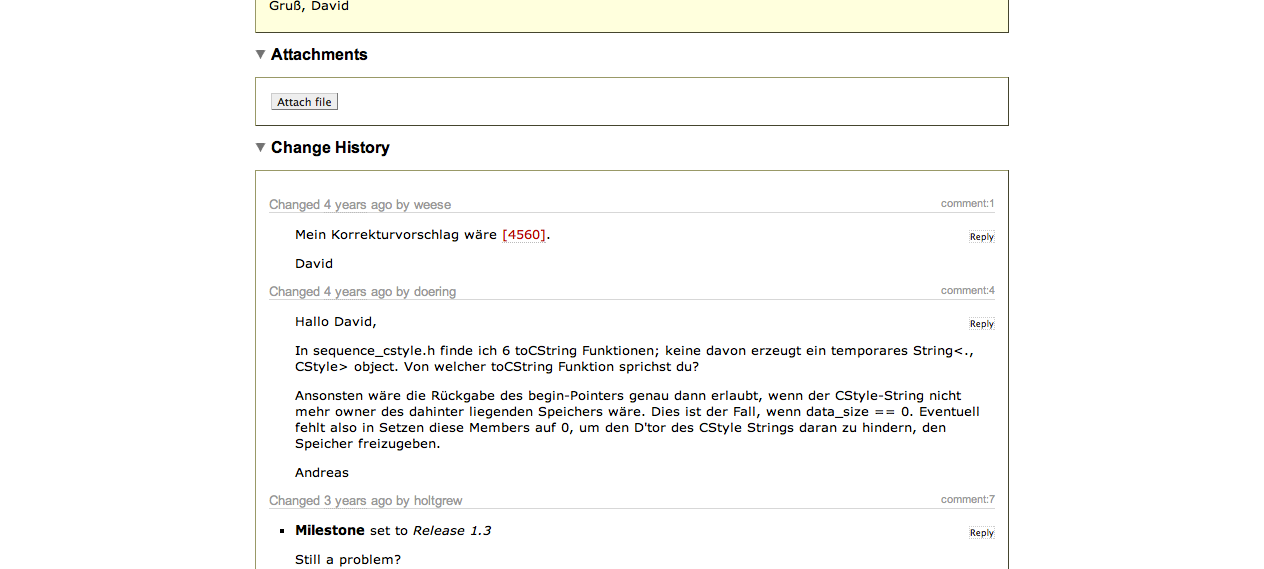 Gruß, David
Attachments
Attach file
Change History
Changed 4 years ago by weese comment:1
Mein Korrekturvorschlag wäre [4560]. Reply
David
Changed 4 years ago by doering comment:4
Hallo David, Reply
In sequence_cstyle.h finde ich 6 toCString Funktionen; keine davon erzeugt ein temporares String<.,
CStyle> object. Von welcher toCString Funktion sprichst du?
Ansonsten wäre die Rückgabe des begin-Pointers genau dann erlaubt, wenn der CStyle-String nicht
mehr owner des dahinter liegenden Speichers wäre. Dies ist der Fall, wenn data_size == 0. Eventuell
fehlt also in Setzen diese Members auf 0, um den D'tor des CStyle Strings daran zu hindern, den
Speicher freizugeben.
Andreas
Changed 3 years ago by holtgrew comment:7
Milestone set to Release 1.3 Reply
Still a problem?